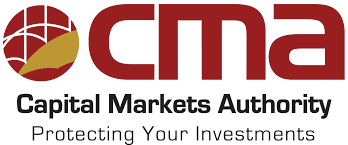 cma
Capital Markets Authority
Protecting Your Investments